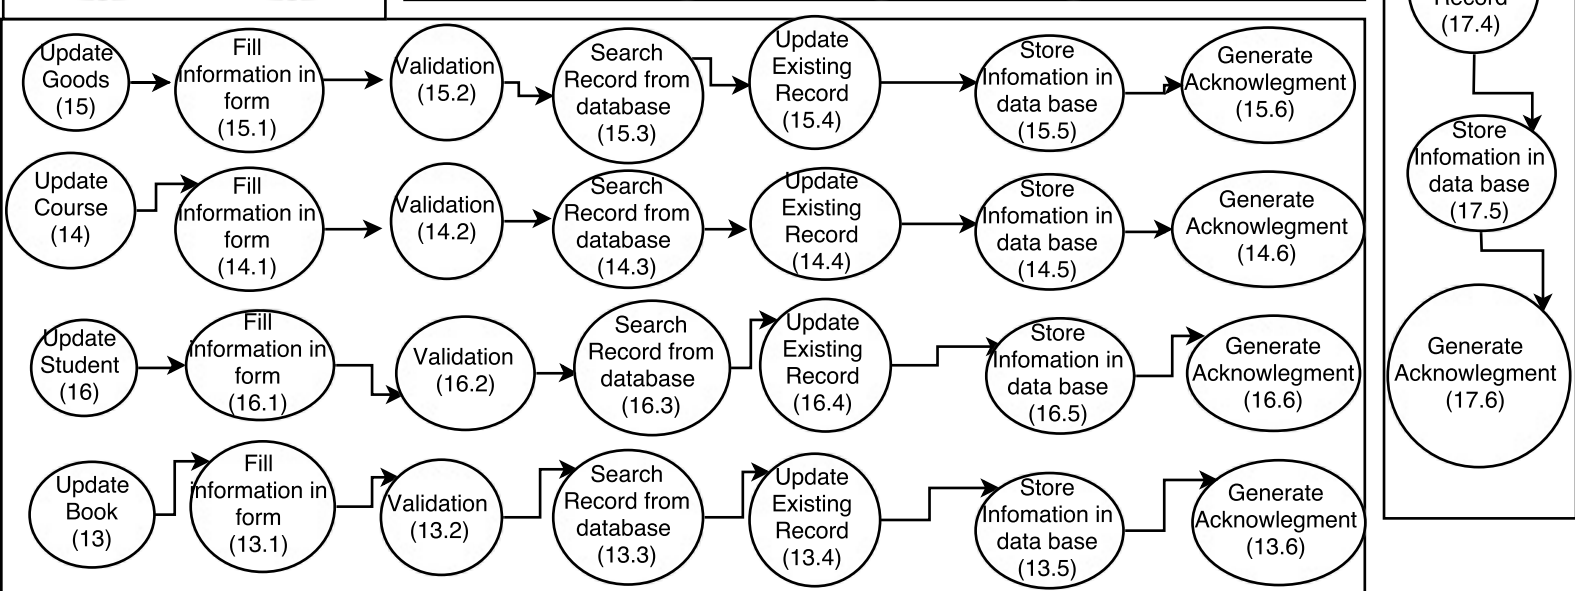 Update
Goods
(15)
Fill
information in
form
(15.1)
Validation
(15.2)
Search
Record from
database
(15.3)
Update
Existing
Record
(15.4)
Store
Infomation in
data base
(15.5)
Generate
Acknowlegment
(15.6)
Update
Course
(14)
Fill
information in
form
(14.1)
Validation
(14.2)
Search
Record from
database
(14.3)
Update
Existing
Record
(14.4)
Store
Infomation in
data base
(14.5)
Generate
Acknowlegment
(14.6)
Update
Student
(16)
Fill
information in
form
(16.1)
Validation
(16.2)
Search
Record from
database
(16.3)
Update
Existing
Record
(16.4)
Store
Infomation in
data base
(16.5)
Generate
Acknowlegment
(16.6)
Update
Book
(13)
Fill
information in
form
(13.1)
Validation
(13.2)
Search
Record from
database
(13.3)
Update
Existing
Record
(13.4)
Store
Infomation in
data base
(13.5)
Generate
Acknowlegment
(13.6)
Record
(17.4)
Store
Infomation in
data base
(17.5)
Generate
Acknowlegment
(17.6)